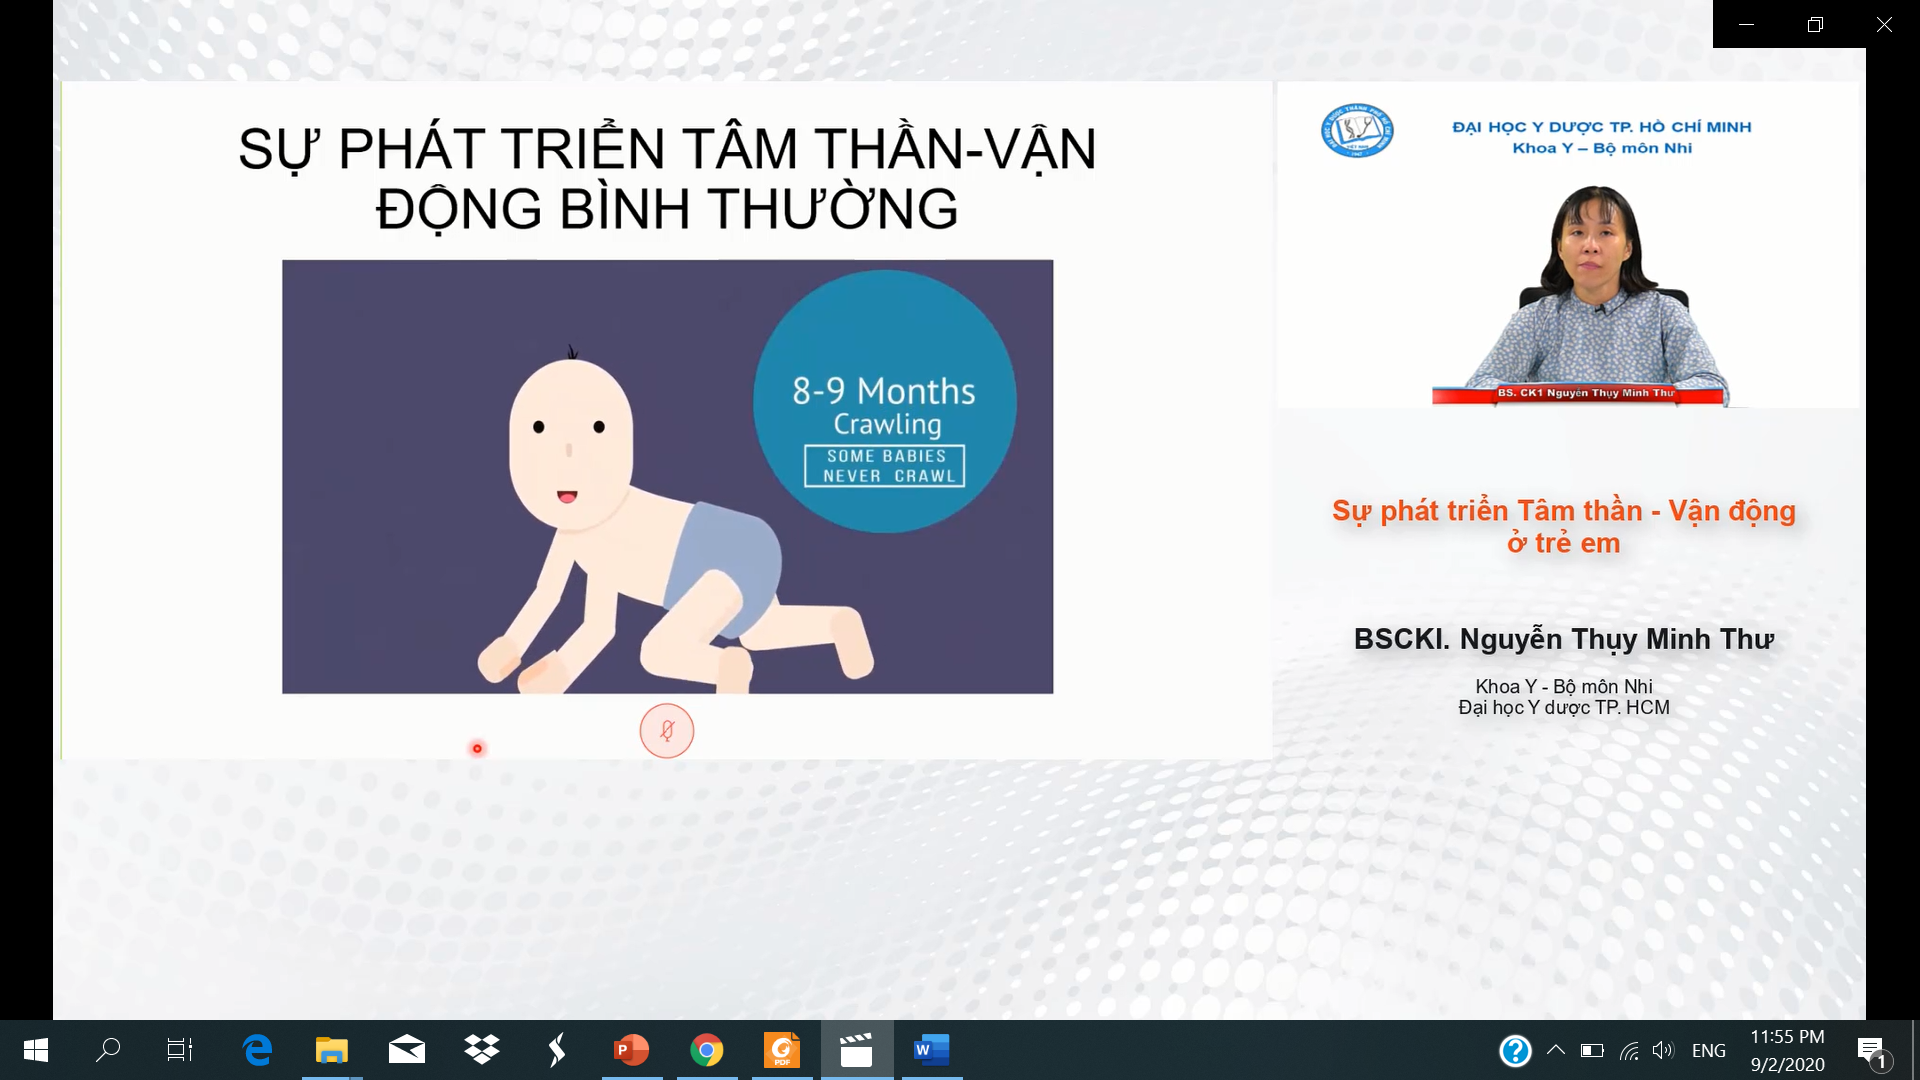 SỰ PHÁT TRIỂN TÂM THẦN-VẬN
ĐỘNG BÌNH THƯỜNG
8-9 Months
Crawling
SOME BABIES
NEVER CRAWL
ĐẠI HỌC Y DƯỢC TP. HỒ CHÍ MINH
Khoa Y – Bộ môn Nhi
BS. CK1 Nguyễn Thụy Minh Thư
Sự phát triển Tâm thần - Vận động
ở trẻ em
BSCKI. Nguyễn Thụy Minh Thư
Khoa Y - Bộ môn Nhi
Đại học Y dược TP. HCM
P
PDF
W
?
ENG
11:55 PM
9/2/2020
1